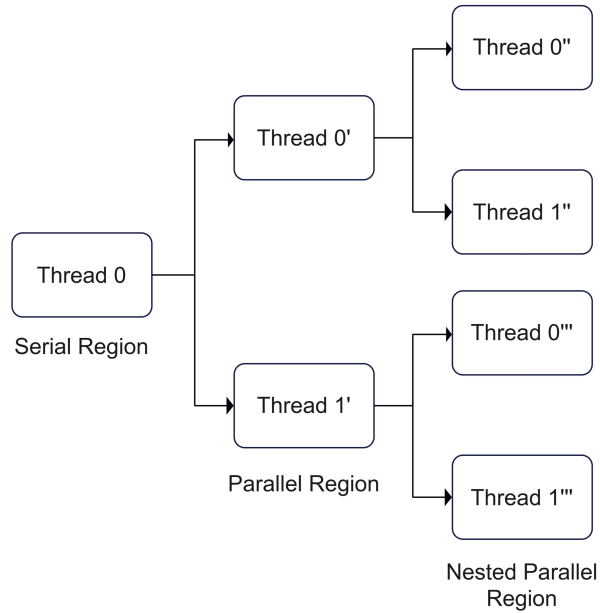 Thread 0''
Thread 0'
Thread 1''
Thread 0
Thread 0'''
Serial Region
Thread 1'
Parallel Region
Thread 1'''
Nested Parallel
Region